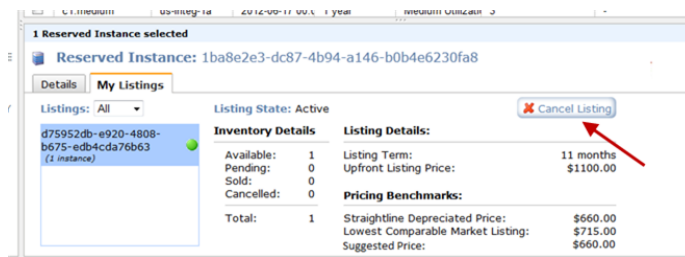 c1.medium us-integ-1a 2012-06-17 00:( 1 year Medium Utilizati 3 -
1 Reserved Instance selected
Reserved Instance: 1ba8e2e3-dc87-4b94-a146-b0b4e6230fa8
Details My Listings
Listings: All Listing State: Active Cancel Listing
d75952db-e920-4808-
b675-edb4cda76b63
(1 instance)
Inventory Details Listing Details:
Available: 1 Listing Term: 11 months
Pending: 0 Upfront Listing Price: $1100.00
Sold: 0
Cancelled: 0 Pricing Benchmarks:
Total: 1 Straightline Depreciated Price: $660.00
Lowest Comparable Market Listing: $715.00
Suggested Price: $660.00